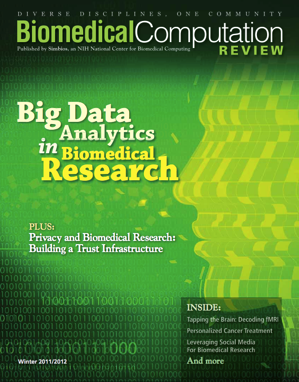 DIVERSE DISCIPLINES, ONE COMMUNITY
BiomedicalComputation
Published by Simbios, an NIH National Center for Biomedical Computing
REVIEW
Big Data
Analytics
in Biomedical
Research
PLUS:
Privacy and Biomedical Research:
Building a Trust Infrastructure
INSIDE:
Tapping the Brain: Decoding fMRI
Personalized Cancer Treatment
Leveraging Social Media
For Biomedical Research
And more
Winter 2011/2012